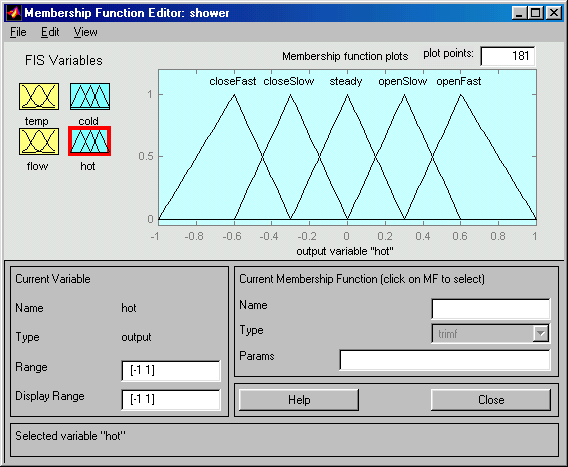 Membership Function Editor: shower
File Edit View
FIS Variables
Membership function plots plot points: 181
closeFast closeSlow steady openSlow openFast
temp cold
flow hot
1
0.5
0
-1 -0.8 -0.6 -0.4 -0.2 0 0.2 0.4 0.6 0.8 1
output variable "hot"
Current Variable
Name hot
Type output
Range [-1 1]
Display Range [-1 1]
Current Membership Function (click on MF to select)
Name
Type trimf
Params
Help Close
Selected variable "hot"